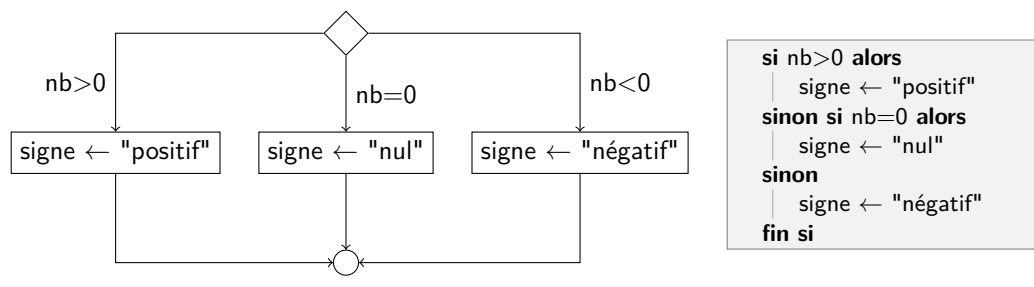 nb>0
nb=0
nb<0
signe ← "positif"
signe ← "nul"
signe ← "négatif"
si nb>0 alors
signe ← "positif"
sinon si nb=0 alors
signe ← "nul"
sinon
signe ← "négatif"
fin si